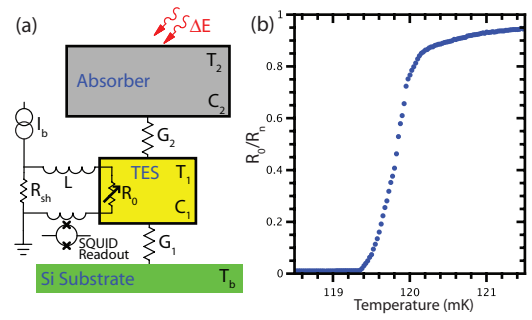 (a)
ΔE
T2
Absorber
C2
Ib
G2
L
TES
T1
Rsh
R0
C1
SQUID
Readout
G1
Si Substrate
Tb
(b)
1
0.8
0.6
0.4
0.2
0
R0/Rn
119
120
121
Temperature (mK)